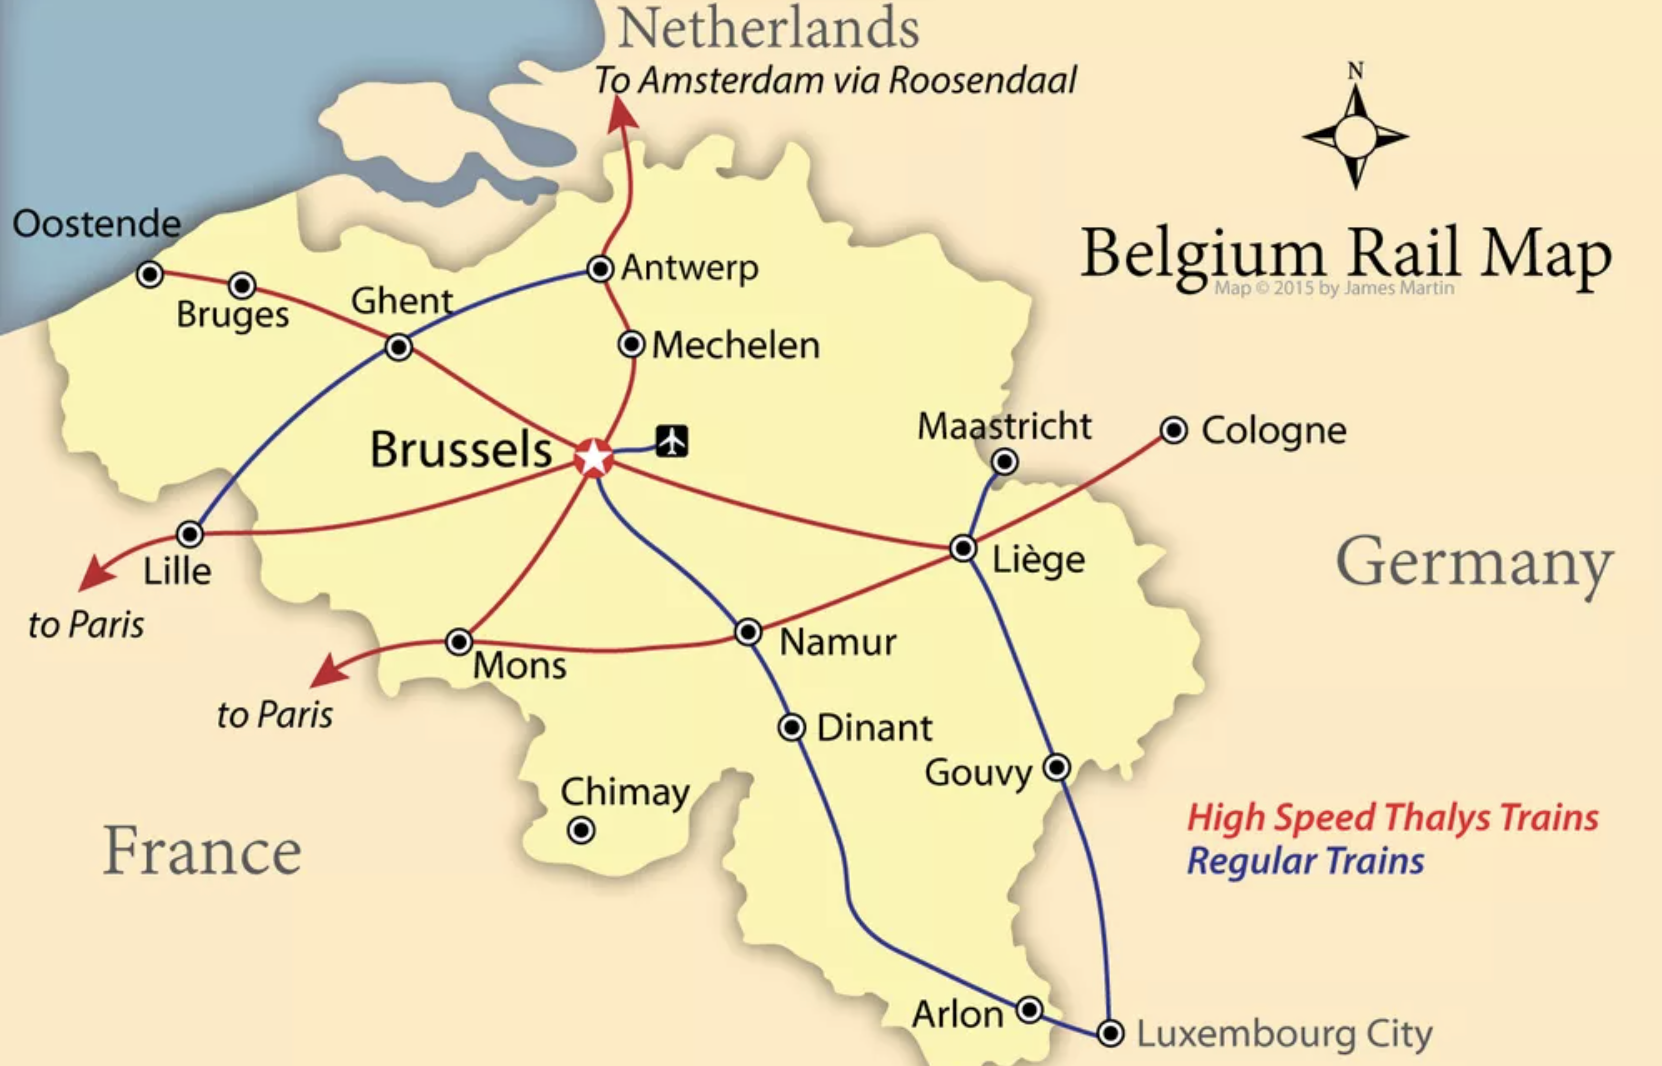 Netherlands
To Amsterdam via Roosendaal
N
Oostende
Bruges
Ghent
Antwerp
Belgium Rail Map
Map © 2015 by James Martin
Mechelen
Brussels
Maastricht
Cologne
Lille
to Paris
Liège
Germany
Mons
to Paris
Namur
Dinant
Gouvy
Chimay
France
High Speed Thalys Trains
Regular Trains
Arlon
Luxembourg City